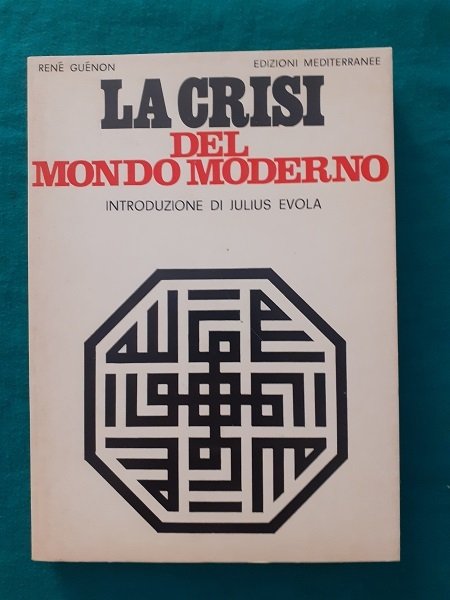 RENÉ GUÉNON EDIZIONI MEDITERRANEE
LA CRISI
DEL
MONDO MODERNO
INTRODUZIONE DI JULIUS EVOLA